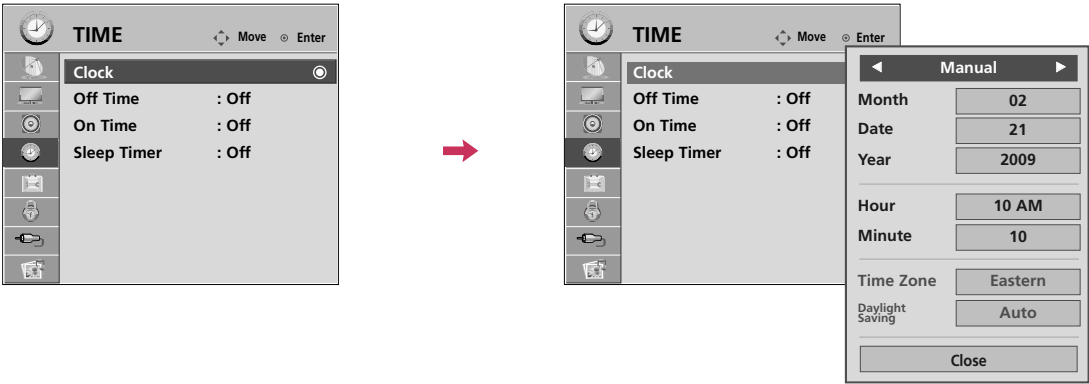 TIME
Move Enter
Clock
Off Time : Off
On Time : Off
Sleep Timer : Off
TIME
Move Enter
Clock
Off Time : Off
On Time : Off
Sleep Timer : Off
Manual
Month 02
Date 21
Year 2009
Hour 10 AM
Minute 10
Time Zone Eastern
Daylight
Saving Auto
Close